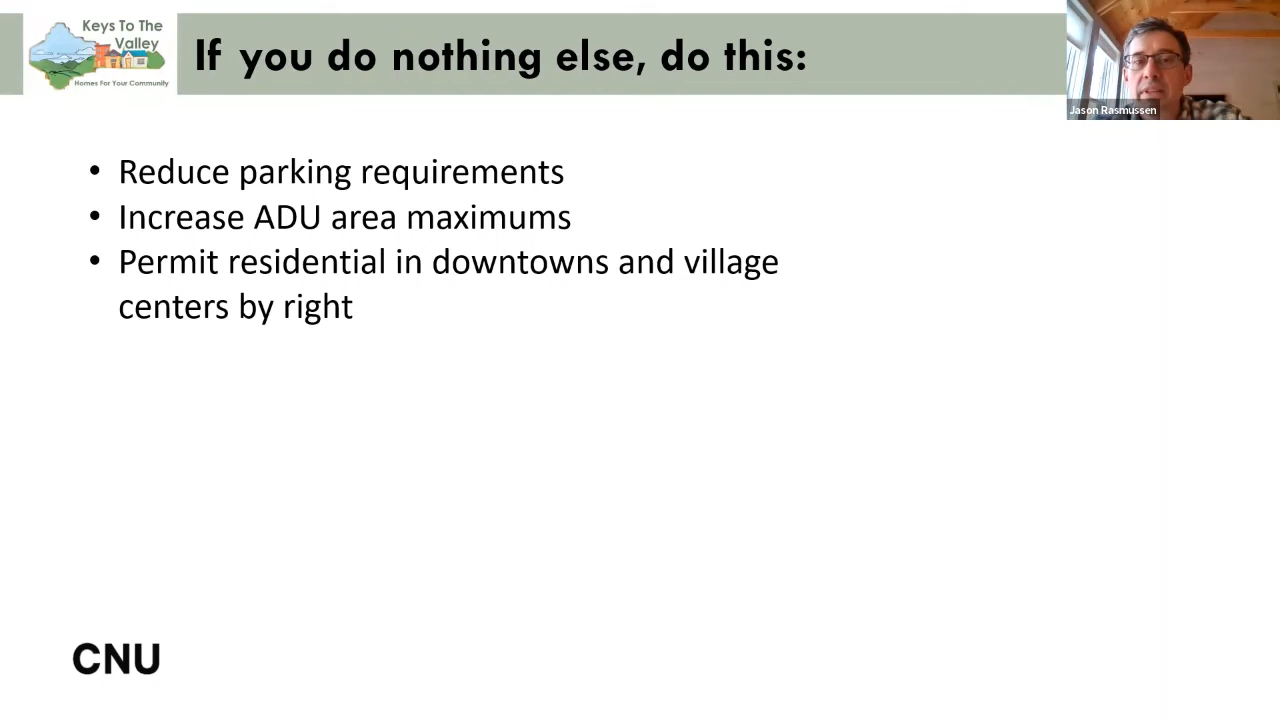 Keys To The
Valley
Homes For Your Community
If you do nothing else, do this:
Jason Rasmussen
• Reduce parking requirements
• Increase ADU area maximums
• Permit residential in downtowns and village
centers by right
CNU